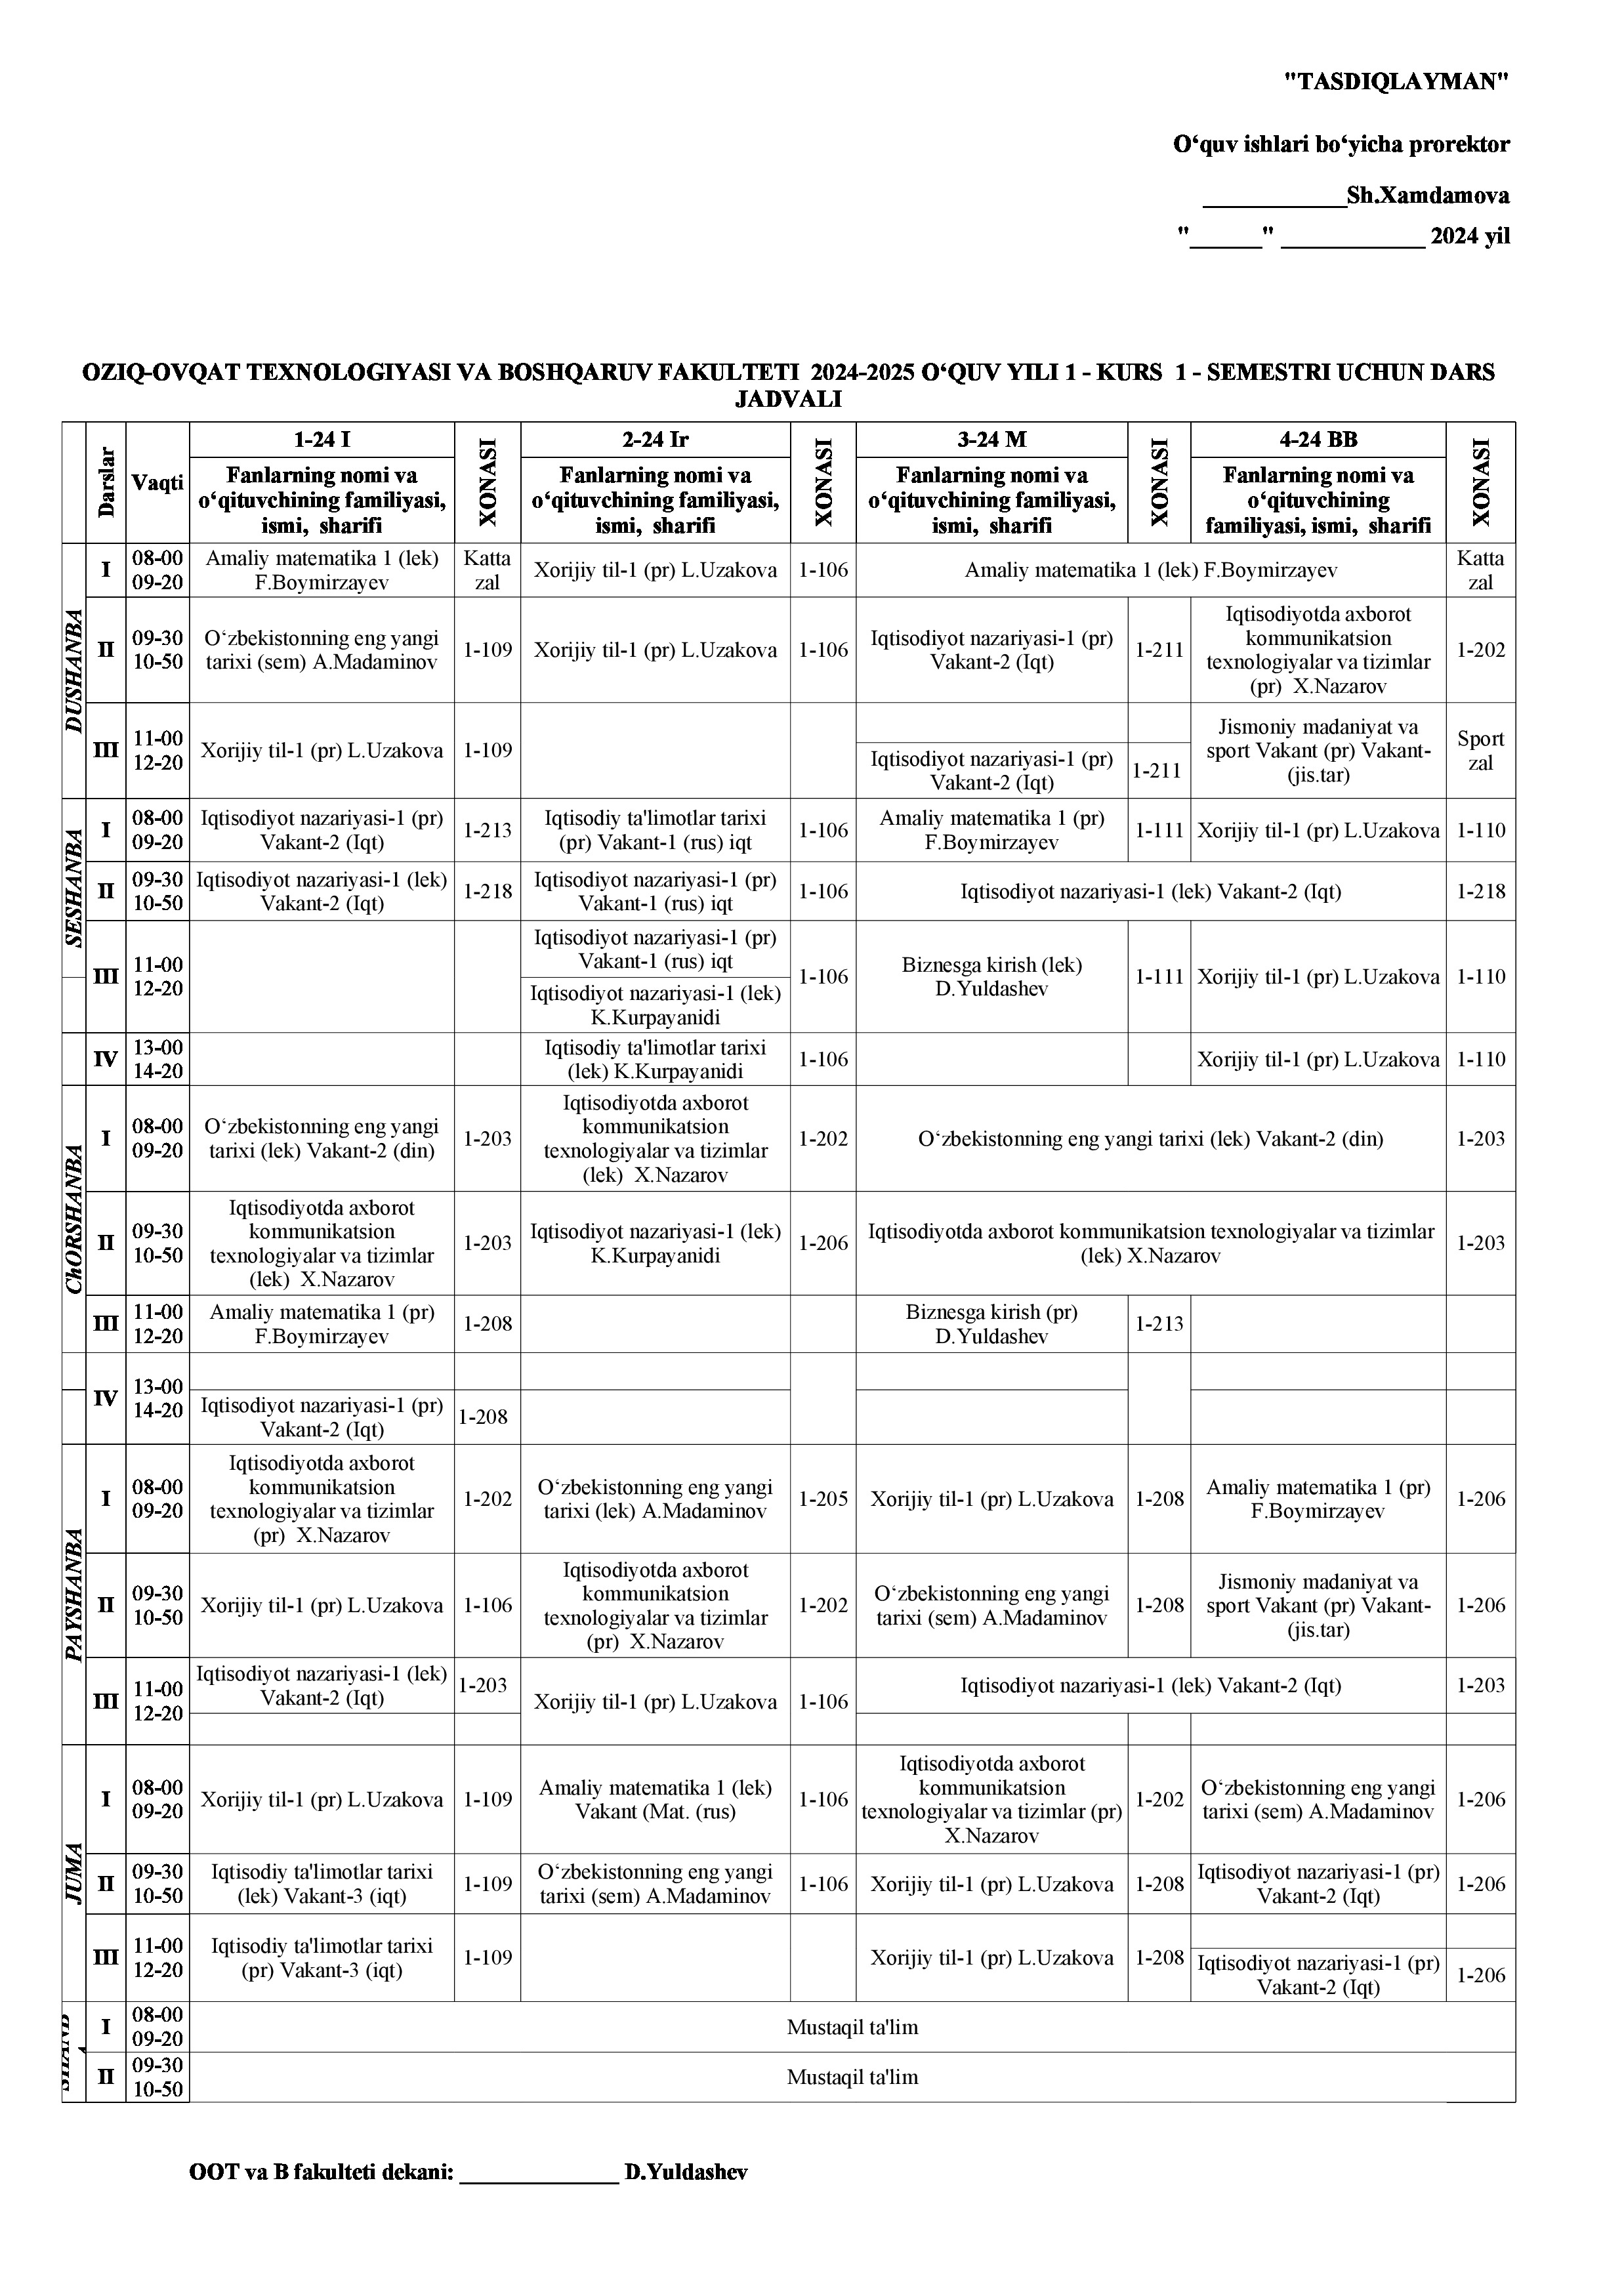 "TASDIQLAYMAN"
O‘quv ishlari bo‘yicha prorektor
____________Sh.Xamdamova
"______" ____________ 2024 yil
OZIQ-OVQAT TEXNOLOGIYASI VA BOSHQARUV FAKULTETI 2024-2025 O‘QUV YILI 1 - KURS 1 - SEMESTRI UCHUN DARS
JADVALI
Darslar
Vaqti
1-24 I
XONASI
2-24 Ir
XONASI
3-24 M
XONASI
4-24 BB
XONASI
Fanlarning nomi va
o‘qituvchining familiyasi,
ismi, sharifi
Fanlarning nomi va
o‘qituvchining familiyasi,
ismi, sharifi
Fanlarning nomi va
o‘qituvchining familiyasi,
ismi, sharifi
Fanlarning nomi va
o‘qituvchining
familiyasi, ismi, sharifi
DUSHANBA
I
08-00
09-20
Amaliy matematika 1 (lek)
F.Boymirzayev
Katta
zal
Xorijiy til-1 (pr) L.Uzakova
1-106
Amaliy matematika 1 (lek) F.Boymirzayev
Katta
zal
II
09-30
10-50
O‘zbekistonning eng yangi
tarixi (sem) A.Madaminov
1-109
Xorijiy til-1 (pr) L.Uzakova
1-106
Iqtisodiyot nazariyasi-1 (pr)
Vakant-2 (Iqt)
1-211
Iqtisodiyotda axborot
kommunikatsion
texnologiyalar va tizimlar
(pr) X.Nazarov
1-202
III
11-00
12-20
Xorijiy til-1 (pr) L.Uzakova
1-109
Iqtisodiyot nazariyasi-1 (pr)
Vakant-2 (Iqt)
1-211
Jismoniy madaniyat va
sport Vakant (pr) Vakant-
(jis.tar)
Sport
zal
SESHANBA
I
08-00
09-20
Iqtisodiyot nazariyasi-1 (pr)
Vakant-2 (Iqt)
1-213
Iqtisodiy ta'limotlar tarixi
(pr) Vakant-1 (rus) iqt
1-106
Amaliy matematika 1 (pr)
F.Boymirzayev
1-111
Xorijiy til-1 (pr) L.Uzakova
1-110
II
09-30
10-50
Iqtisodiyot nazariyasi-1 (lek)
Vakant-2 (Iqt)
1-218
Iqtisodiyot nazariyasi-1 (pr)
Vakant-1 (rus) iqt
1-106
Iqtisodiyot nazariyasi-1 (lek) Vakant-2 (Iqt)
1-218
III
11-00
12-20
Iqtisodiyot nazariyasi-1 (pr)
Vakant-1 (rus) iqt
Iqtisodiyot nazariyasi-1 (lek)
K.Kurpayanidi
1-106
Biznesga kirish (lek)
D.Yuldashev
1-111
Xorijiy til-1 (pr) L.Uzakova
1-110
IV
13-00
14-20
Iqtisodiy ta'limotlar tarixi
(lek) K.Kurpayanidi
1-106
Xorijiy til-1 (pr) L.Uzakova
1-110
ChORSHANBA
I
08-00
09-20
O‘zbekistonning eng yangi
tarixi (lek) Vakant-2 (din)
1-203
Iqtisodiyotda axborot
kommunikatsion
texnologiyalar va tizimlar
(lek) X.Nazarov
1-202
O‘zbekistonning eng yangi tarixi (lek) Vakant-2 (din)
1-203
II
09-30
10-50
Iqtisodiyotda axborot
kommunikatsion
texnologiyalar va tizimlar
(lek) X.Nazarov
1-203
Iqtisodiyot nazariyasi-1 (lek)
K.Kurpayanidi
1-206
Iqtisodiyotda axborot kommunikatsion texnologiyalar va tizimlar
(lek) X.Nazarov
1-203
III
11-00
12-20
Amaliy matematika 1 (pr)
F.Boymirzayev
1-208
Biznesga kirish (pr)
D.Yuldashev
1-213
IV
13-00
14-20
Iqtisodiyot nazariyasi-1 (pr)
Vakant-2 (Iqt)
1-208
PAYSHANBA
I
08-00
09-20
Iqtisodiyotda axborot
kommunikatsion
texnologiyalar va tizimlar
(pr) X.Nazarov
1-202
O‘zbekistonning eng yangi
tarixi (lek) A.Madaminov
1-205
Xorijiy til-1 (pr) L.Uzakova
1-208
Amaliy matematika 1 (pr)
F.Boymirzayev
1-206
II
09-30
10-50
Xorijiy til-1 (pr) L.Uzakova
1-106
Iqtisodiyotda axborot
kommunikatsion
texnologiyalar va tizimlar
(pr) X.Nazarov
1-202
O‘zbekistonning eng yangi
tarixi (sem) A.Madaminov
1-208
Jismoniy madaniyat va
sport Vakant (pr) Vakant-
(jis.tar)
1-206
III
11-00
12-20
Iqtisodiyot nazariyasi-1 (lek)
Vakant-2 (Iqt)
1-203
Xorijiy til-1 (pr) L.Uzakova
1-106
Iqtisodiyot nazariyasi-1 (lek) Vakant-2 (Iqt)
1-203
JUMA
I
08-00
09-20
Xorijiy til-1 (pr) L.Uzakova
1-109
Amaliy matematika 1 (lek)
Vakant (Mat. (rus)
1-106
Iqtisodiyotda axborot
kommunikatsion
texnologiyalar va tizimlar (pr)
X.Nazarov
1-202
O‘zbekistonning eng yangi
tarixi (sem) A.Madaminov
1-206
II
09-30
10-50
Iqtisodiy ta'limotlar tarixi
(lek) Vakant-3 (iqt)
1-109
O‘zbekistonning eng yangi
tarixi (sem) A.Madaminov
1-106
Xorijiy til-1 (pr) L.Uzakova
1-208
Iqtisodiyot nazariyasi-1 (pr)
Vakant-2 (Iqt)
1-206
III
11-00
12-20
Iqtisodiy ta'limotlar tarixi
(pr) Vakant-3 (iqt)
1-109
Xorijiy til-1 (pr) L.Uzakova
1-208
Iqtisodiyot nazariyasi-1 (pr)
Vakant-2 (Iqt)
1-206
I
08-00
09-20
Mustaqil ta'lim
II
09-30
10-50
Mustaqil ta'lim
OOT va B fakulteti dekani: _____________ D.Yuldashev